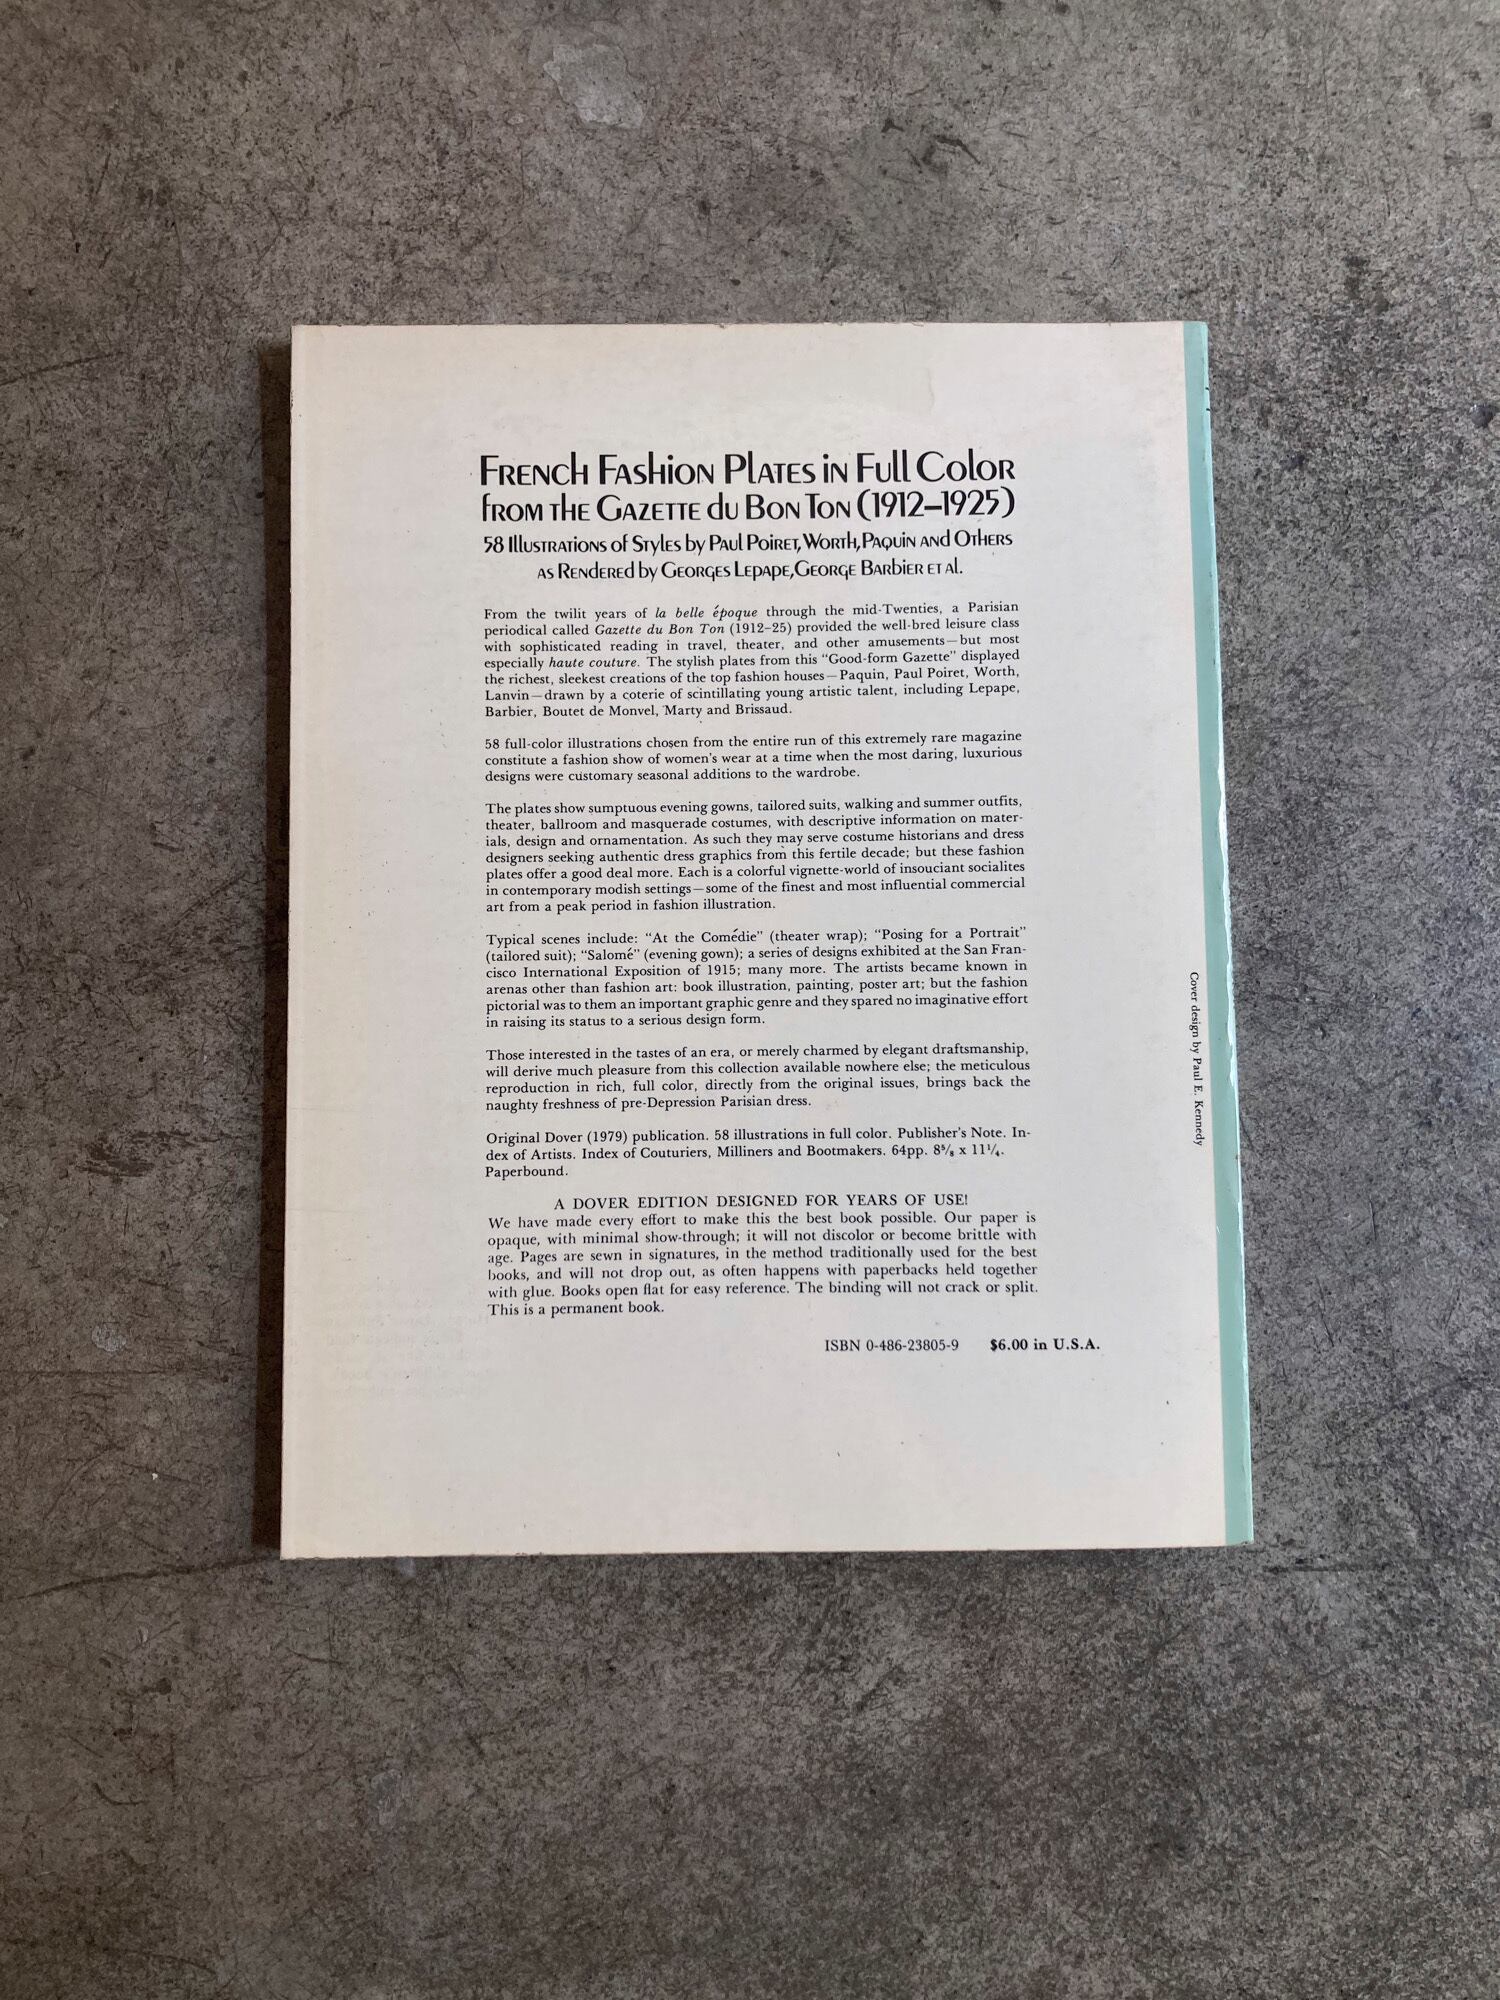 French Fashion Plates in Full Color
from the Gazette du Bon Ton (1912–1925)
58 Illustrations of Styles by Paul Poiret, Worth, Paquin and Others
as Rendered by Georges Lepape, George Barbier et al.
From the twilit years of la belle époque through the mid-Twenties, a Parisian
periodical called Gazette du Bon Ton (1912–25) provided the well-bred leisure class
with sophisticated reading in travel, theater, and other amusements—but most
especially haute couture. The stylish plates from this "Good-form Gazette" displayed
the richest, sleekest creations of the top fashion houses—Paquin, Paul Poiret, Worth,
Lanvin—drawn by a coterie of scintillating young artistic talent, including Lepape,
Barbier, Boutet de Monvel, Marty and Brissaud.
58 full-color illustrations chosen from the entire run of this extremely rare magazine
constitute a fashion show of women's wear at a time when the most daring, luxurious
designs were customary seasonal additions to the wardrobe.
The plates show sumptuous evening gowns, tailored suits, walking and summer outfits,
theater, ballroom and masquerade costumes, with descriptive information on mater-
ials, design and ornamentation. As such they may serve costume historians and dress
designers seeking authentic dress graphics from this fertile decade; but these fashion
plates offer a good deal more. Each is a colorful vignette-world of insouciant socialites
in contemporary modish settings—some of the finest and most influential commercial
art from a peak period in fashion illustration.
Typical scenes include: "At the Comédie" (theater wrap); "Posing for a Portrait"
(tailored suit); "Salomé" (evening gown); a series of designs exhibited at the San Fran-
cisco International Exposition of 1915; many more. The artists became known in
arenas other than fashion art: book illustration, painting, poster art; but the fashion
pictorial was to them an important graphic genre and they spared no imaginative effort
in raising its status to a serious design form.
Those interested in the tastes of an era, or merely charmed by elegant draftsmanship,
will derive much pleasure from this collection available nowhere else; the meticulous
reproduction in rich, full color, directly from the original issues, brings back the
naughty freshness of pre-Depression Parisian dress.
Original Dover (1979) publication. 58 illustrations in full color. Publisher's Note. In-
dex of Artists. Index of Couturiers, Milliners and Bootmakers. 64pp. 8⅝ x 11¼.
Paperbound.
A DOVER EDITION DESIGNED FOR YEARS OF USE!
We have made every effort to make this the best book possible. Our paper is
opaque, with minimal show-through; it will not discolor or become brittle with
age. Pages are sewn in signatures, in the method traditionally used for the best
books, and will not drop out, as often happens with paperbacks held together
with glue. Books open flat for easy reference. The binding will not crack or split.
This is a permanent book.
ISBN 0-486-23805-9 $6.00 in U.S.A.
Cover design by Paul E. Kennedy